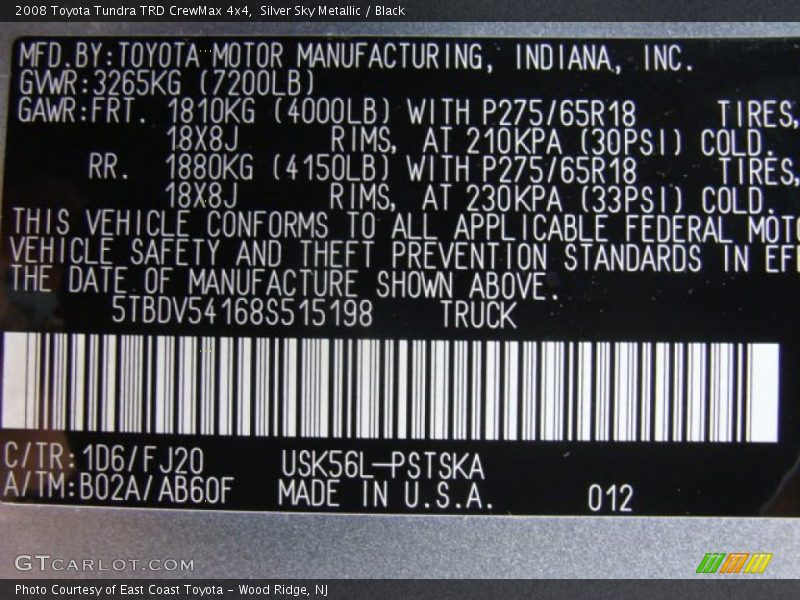 2008 Toyota Tundra TRD CrewMax 4x4,  Silver Sky Metallic / Black
MFD.BY:TOYOTA MOTOR MANUFACTURING, INDIANA, INC.
GVWR:3265KG (7200LB)
GAWR:FRT. 1810KG (4000LB) WITH P275/65R18 TIRES,
18X8J RIMS, AT 210KPA (30PSI) COLD.
RR. 1880KG (4150LB) WITH P275/65R18 TIRES,
18X8J RIMS, AT 230KPA (33PSI) COLD.
THIS VEHICLE CONFORMS TO ALL APPLICABLE FEDERAL MOTO
VEHICLE SAFETY AND THEFT PREVENTION STANDARDS IN EFF
THE DATE OF MANUFACTURE SHOWN ABOVE.
5TBDV54168S515198 TRUCK
C/TR:1D6/FJ20 USK56L-PSTSKA
A/TM:B02A/AB60F MADE IN U.S.A. 012
GTCARLOT.COM
Photo Courtesy of East Coast Toyota - Wood Ridge, NJ